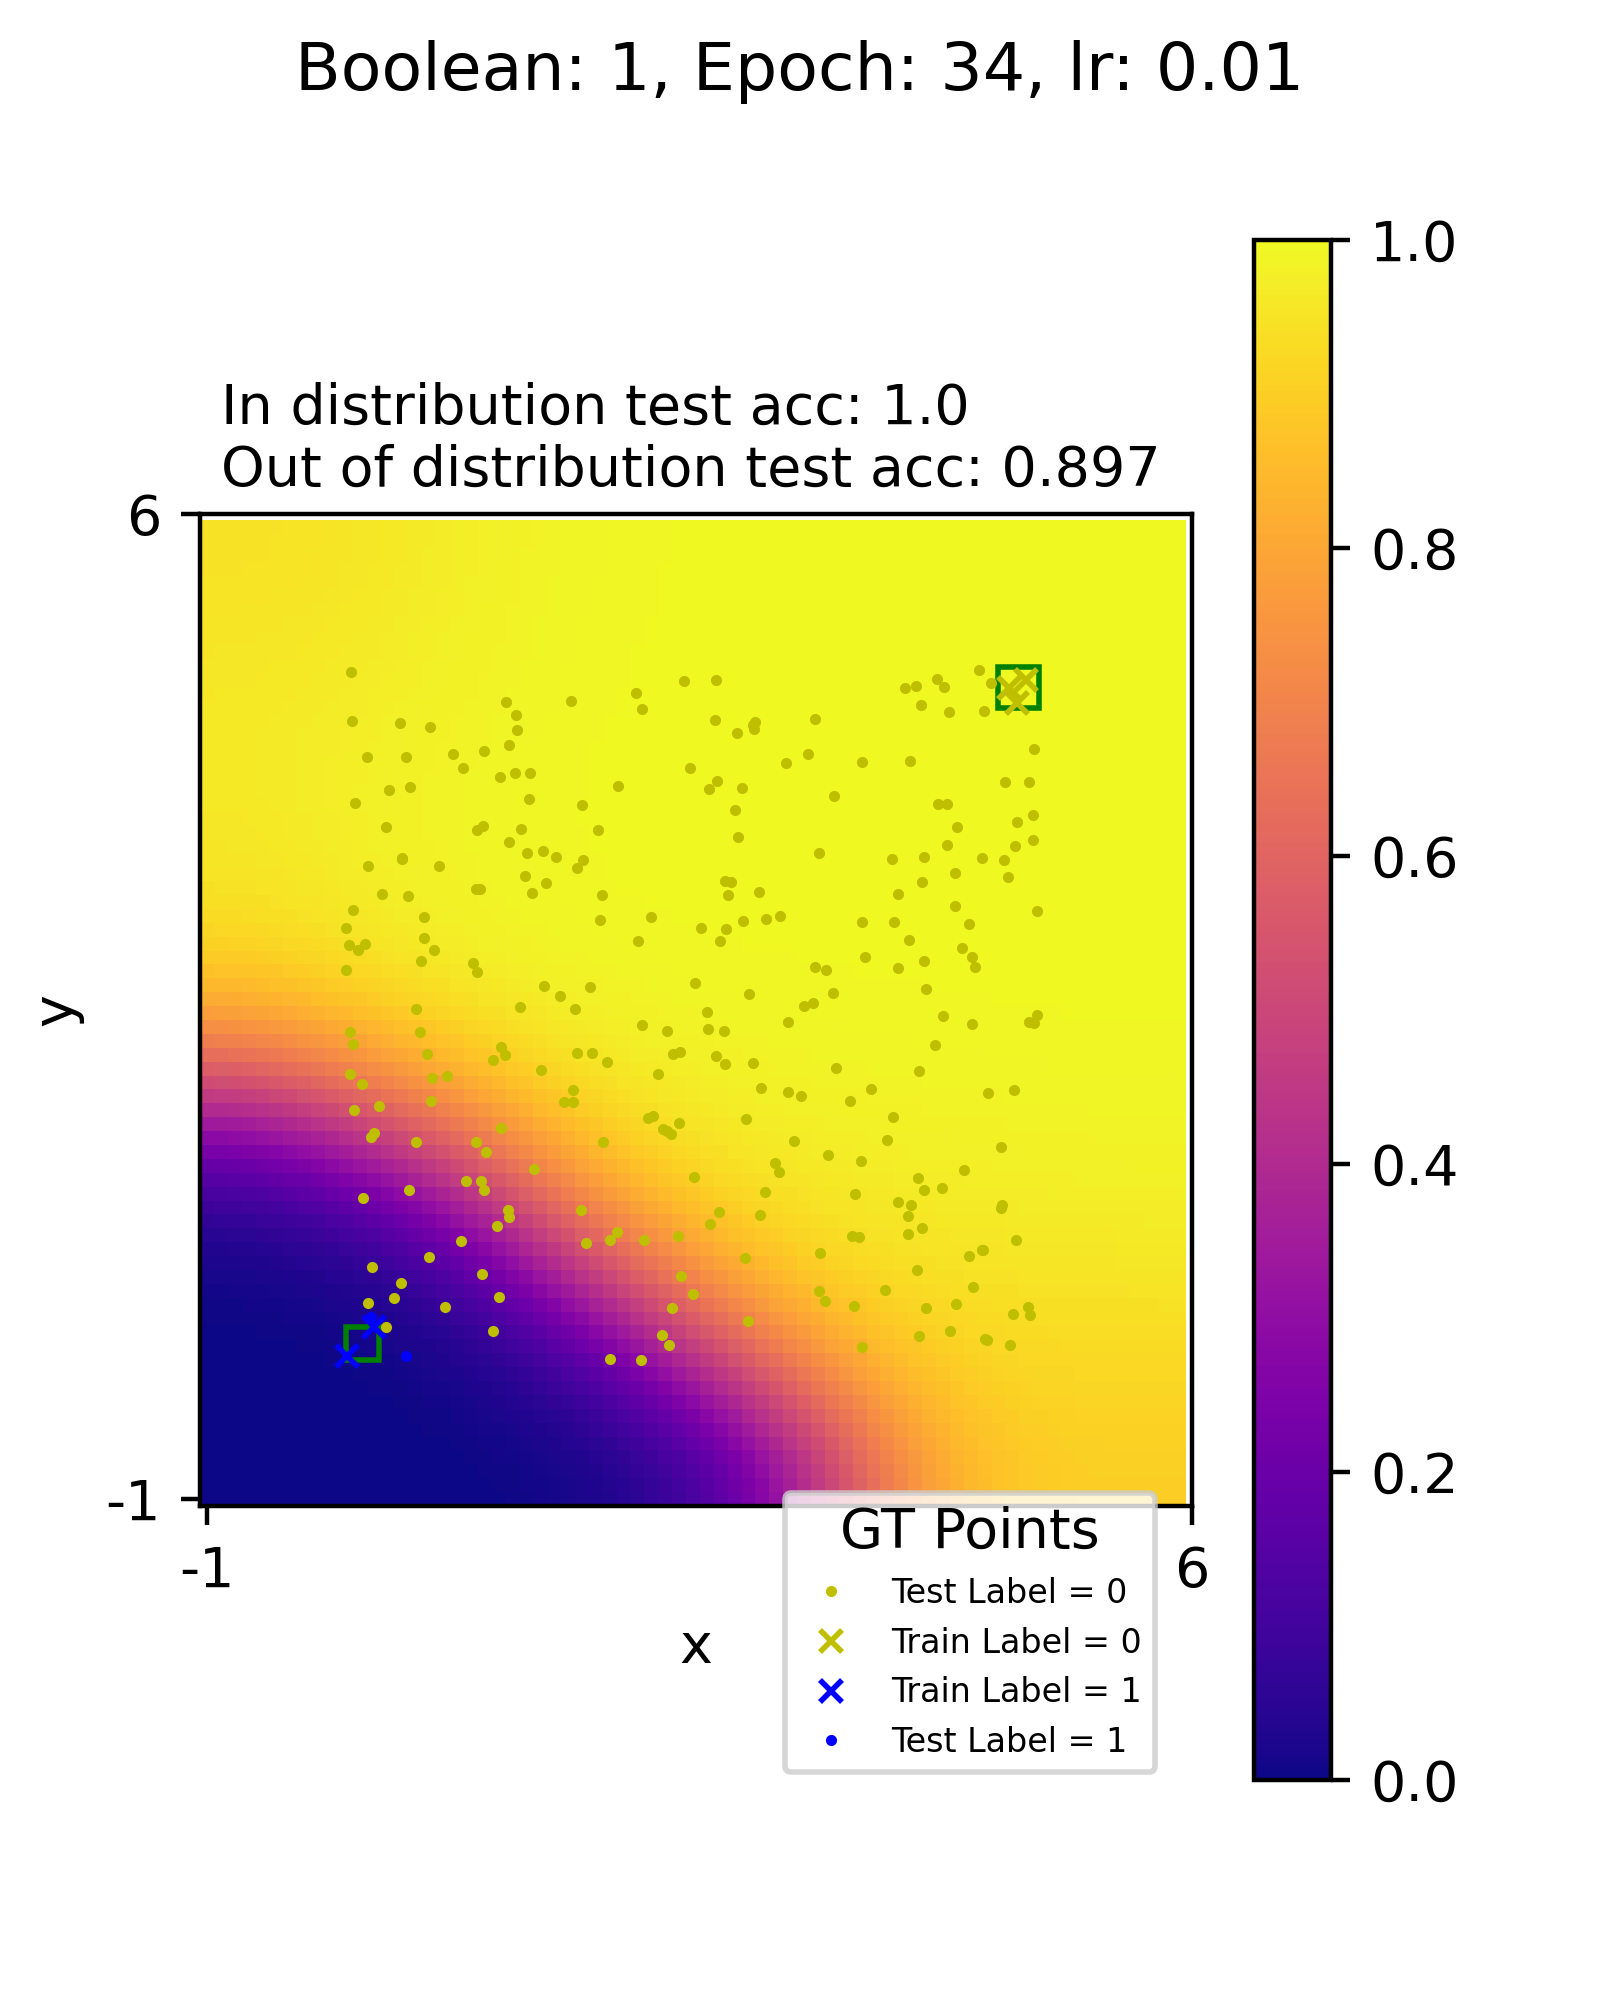 Boolean: 1, Epoch: 34, lr: 0.01
In distribution test acc: 1.0
Out of distribution test acc: 0.897
6
y
-1
-1
6
x
GT Points
Test Label = 0
Train Label = 0
Train Label = 1
Test Label = 1
1.0
0.8
0.6
0.4
0.2
0.0